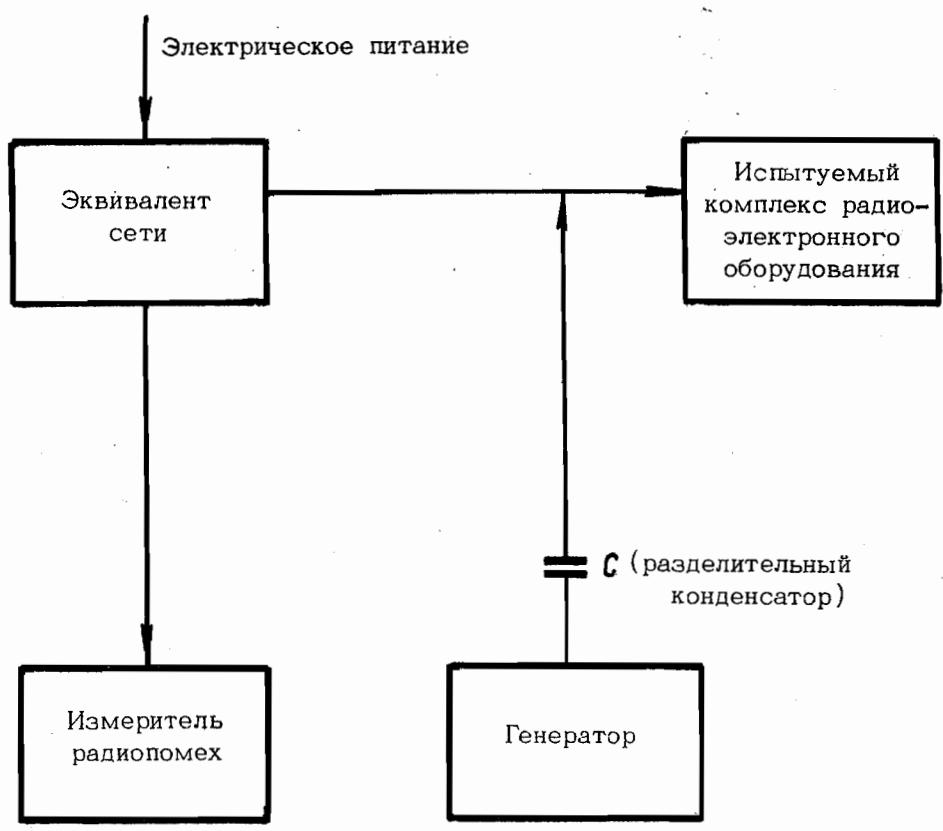 Электрическое питание
Эквивалент
сети
Испытуемый
комплекс радио-
электронного
оборудования
C (разделительный
конденсатор)
Измеритель
радиопомех
Генератор